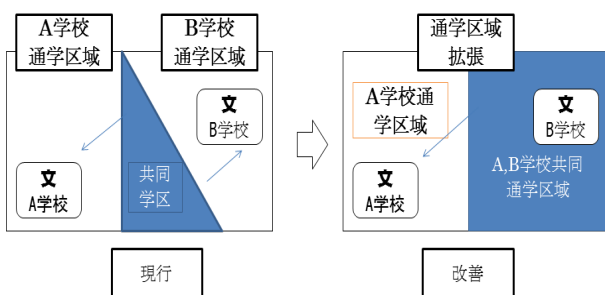 A学校
通学区域
B学校
通学区域
文
B学校
共同
学区
文
A学校
現行
通学区域
拡張
A学校通
学区域
文
B学校
A,B学校共同
通学区域
文
A学校
改善